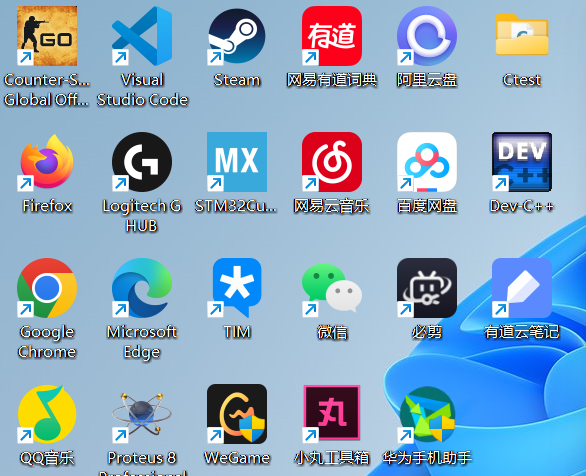 GO
有道
Counter-S...
Global Off...
Visual
Studio Code
Steam
网易有道词典
阿里云盘
Ctest
G
MX
DEV
C++
Firefox
Logitech G
HUB
STM32Cu...
网易云音乐
百度网盘
Dev-C++
Google
Chrome
Microsoft
Edge
TIM
微信
必剪
有道云笔记
丸
QQ音乐
Proteus 8
Professional
WeGame
小丸工具箱
华为手机助手